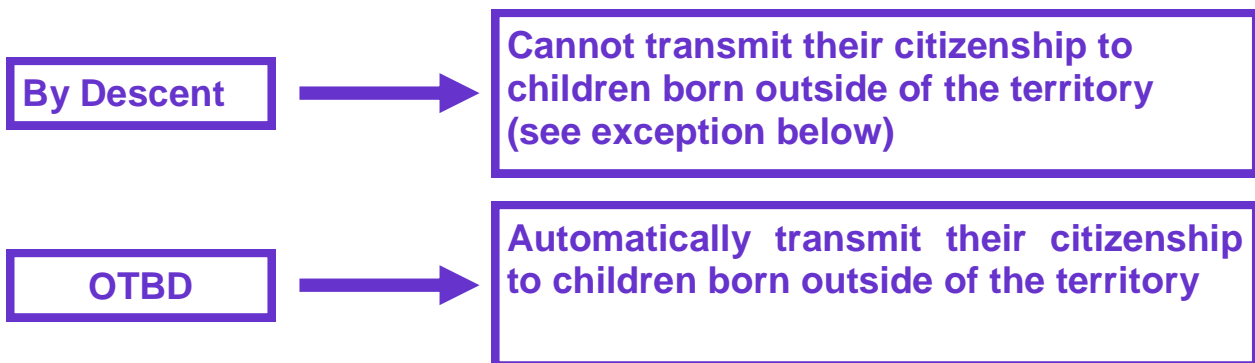 By Descent
Cannot transmit their citizenship to
children born outside of the territory
(see exception below)
OTBD
Automatically transmit their citizenship
to children born outside of the territory